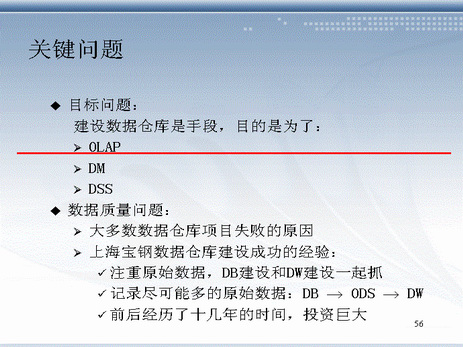 关键问题
目标问题：
建设数据仓库是手段，目的是为了：
OLAP
DM
DSS
数据质量问题：
大多数数据仓库项目失败的原因
上海宝钢数据仓库建设成功的经验：
注重原始数据，DB建设和DW建设一起抓
记录尽可能多的原始数据：DB → ODS → DW
前后经历了十几年的时间，投资巨大
56